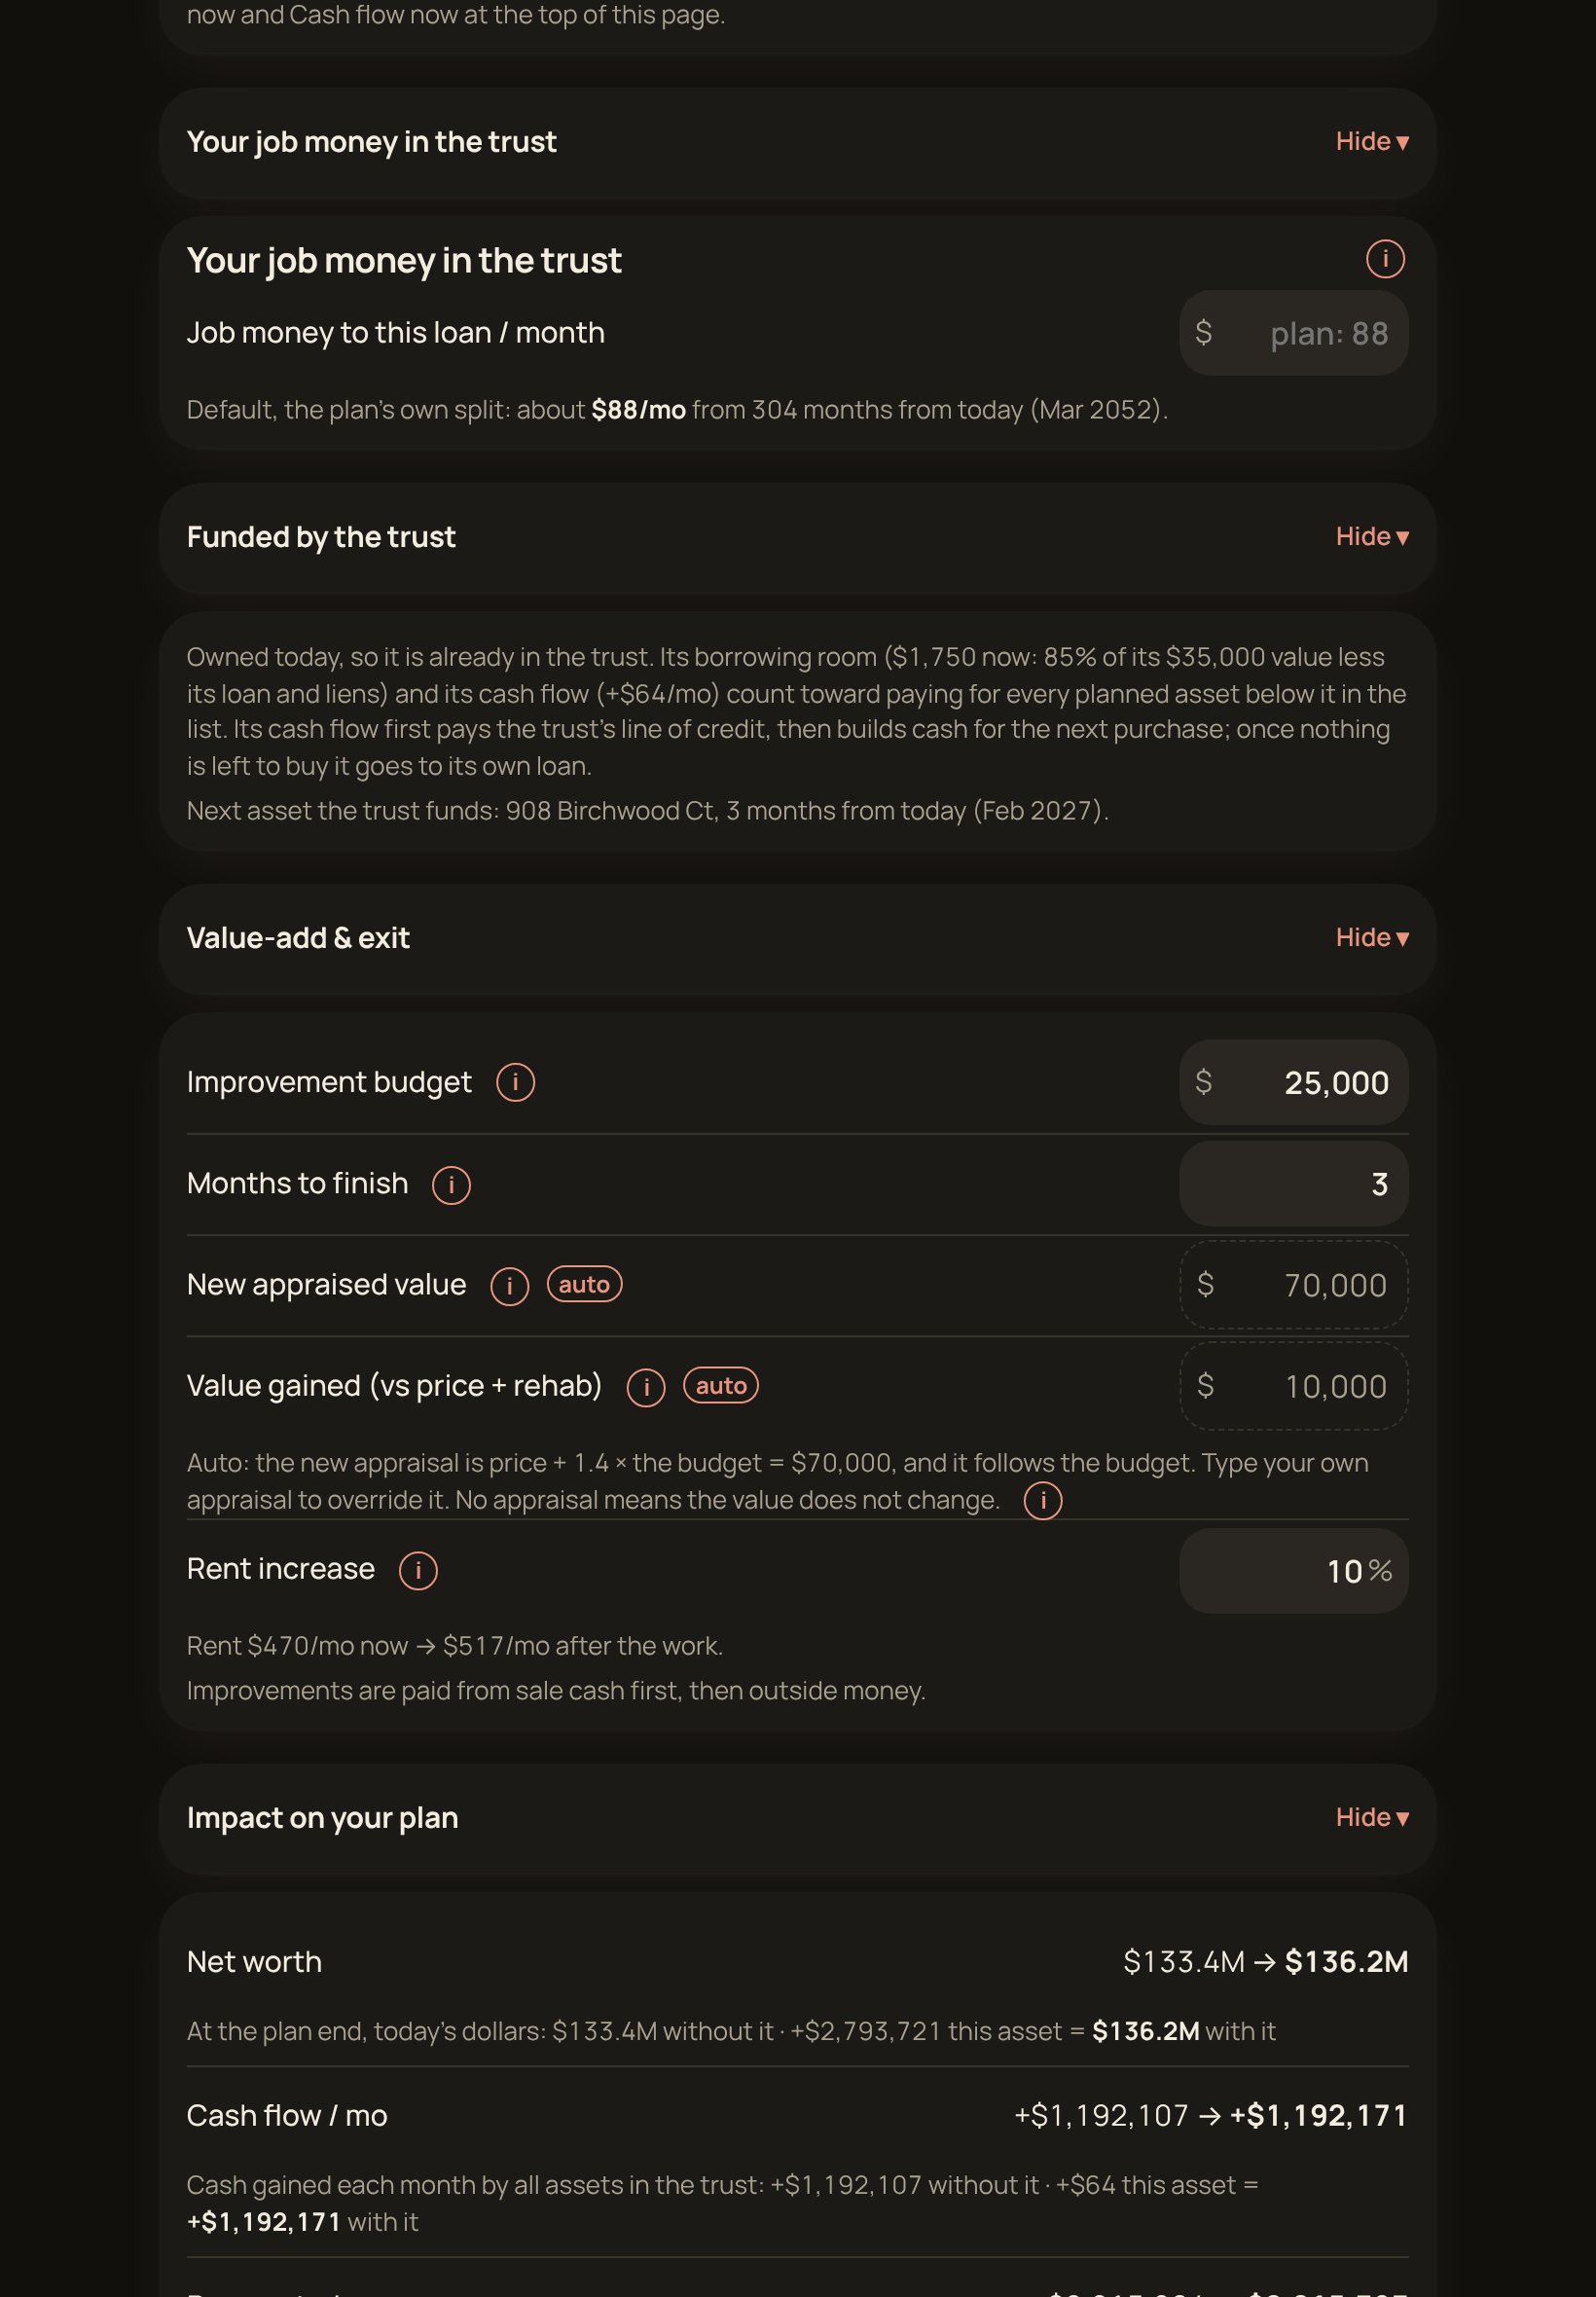 now and Cash flow now at the top of this page.
Your job money in the trust
Hide ▾
Your job money in the trust
i
Job money to this loan / month
$ plan: 88
Default, the plan's own split: about $88/mo from 304 months from today (Mar 2052).
Funded by the trust
Hide ▾
Owned today, so it is already in the trust. Its borrowing room ($1,750 now: 85% of its $35,000 value less
its loan and liens) and its cash flow (+$64/mo) count toward paying for every planned asset below it in the
list. Its cash flow first pays the trust's line of credit, then builds cash for the next purchase; once nothing
is left to buy it goes to its own loan.
Next asset the trust funds: 908 Birchwood Ct, 3 months from today (Feb 2027).
Value-add & exit
Hide ▾
Improvement budget i
$ 25,000
Months to finish i
3
New appraised value i auto
$ 70,000
Value gained (vs price + rehab) i auto
$ 10,000
Auto: the new appraisal is price + 1.4 × the budget = $70,000, and it follows the budget. Type your own
appraisal to override it. No appraisal means the value does not change. i
Rent increase i
10%
Rent $470/mo now → $517/mo after the work.
Improvements are paid from sale cash first, then outside money.
Impact on your plan
Hide ▾
Net worth
$133.4M → $136.2M
At the plan end, today's dollars: $133.4M without it · +$2,793,721 this asset = $136.2M with it
Cash flow / mo
+$1,192,107 → +$1,192,171
Cash gained each month by all assets in the trust: +$1,192,107 without it · +$64 this asset =
+$1,192,171 with it